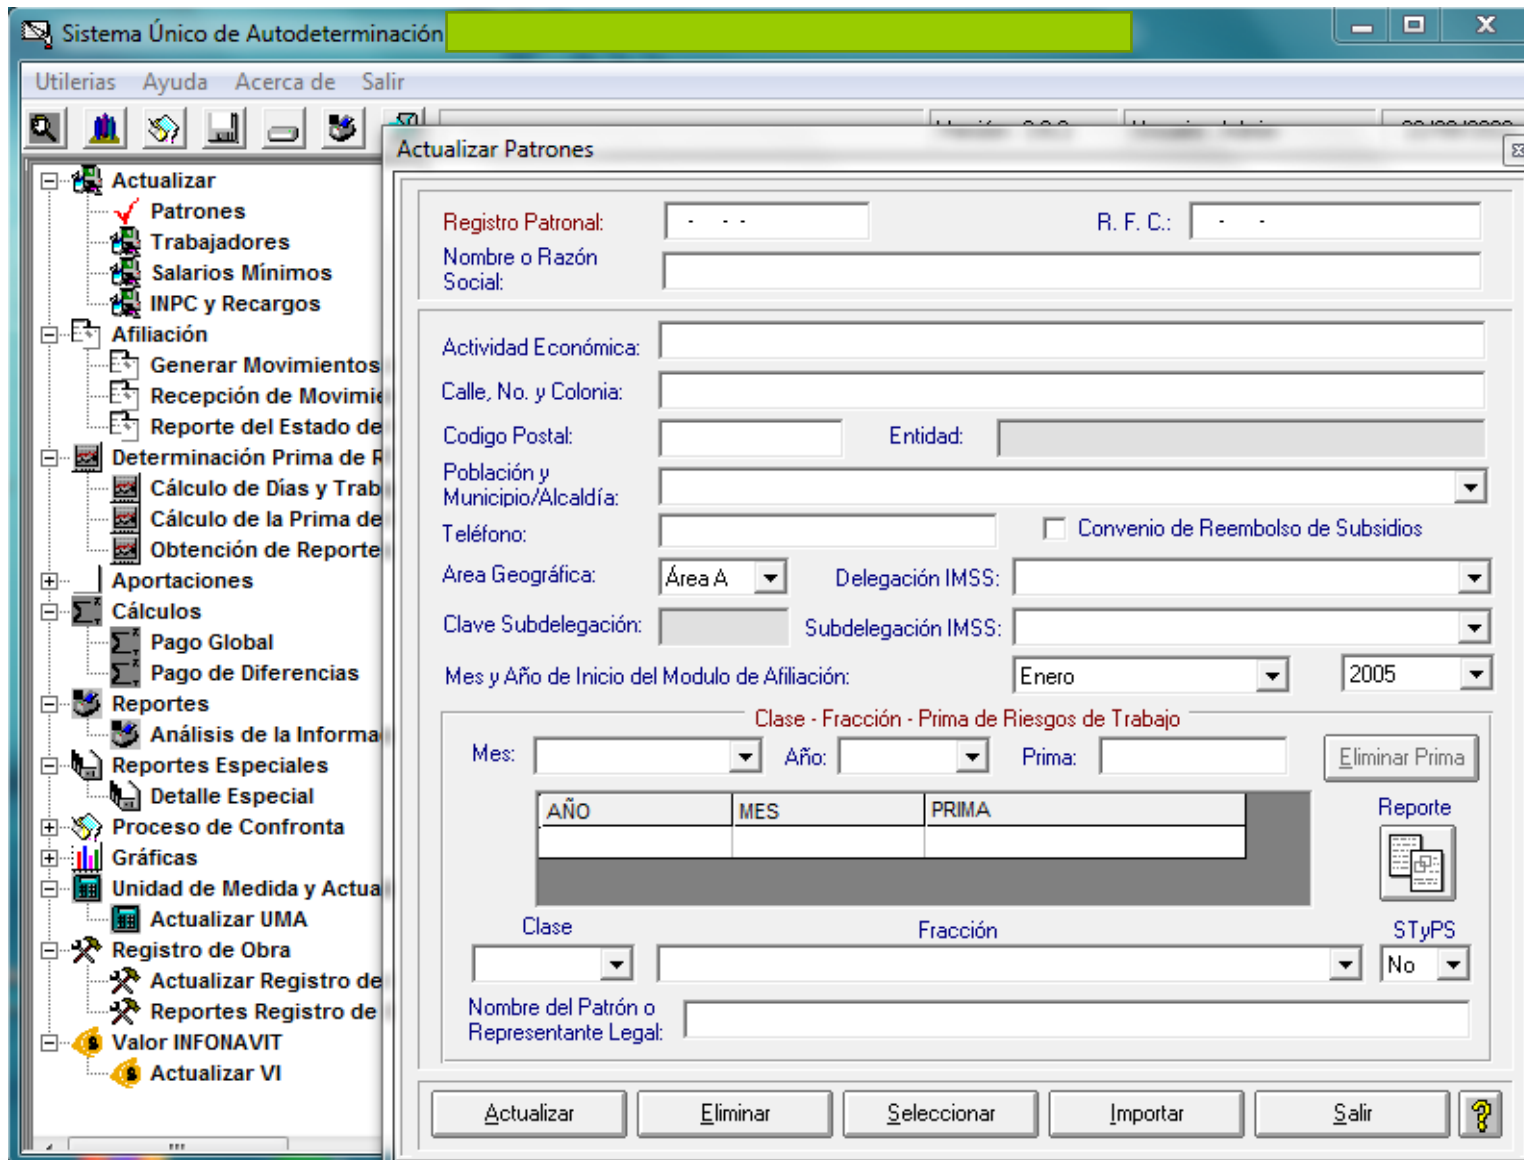 Sistema Único de Autodeterminación
Utilerias Ayuda Acerca de Salir
Actualizar
Patrones
Trabajadores
Salarios Mínimos
INPC y Recargos
Afiliación
Generar Movimientos
Recepción de Movimie
Reporte del Estado de
Determinación Prima de R
Cálculo de Días y Trab
Cálculo de la Prima de
Obtención de Reporte
Aportaciones
Cálculos
Pago Global
Pago de Diferencias
Reportes
Análisis de la Informa
Reportes Especiales
Detalle Especial
Proceso de Confronta
Gráficas
Unidad de Medida y Actua
Actualizar UMA
Registro de Obra
Actualizar Registro de
Reportes Registro de
Valor INFONAVIT
Actualizar VI
Actualizar Patrones
Registro Patronal: - - - R. F. C.: - -
Nombre o Razón
Social:
Actividad Económica:
Calle, No. y Colonia:
Codigo Postal: Entidad:
Población y
Municipio/Alcaldía:
Teléfono: Convenio de Reembolso de Subsidios
Area Geográfica: Área A Delegación IMSS:
Clave Subdelegación: Subdelegación IMSS:
Mes y Año de Inicio del Modulo de Afiliación: Enero 2005
Clase - Fracción - Prima de Riesgos de Trabajo
Mes: Año: Prima: Eliminar Prima
AÑO MES PRIMA
Reporte
Clase Fracción STyPS
No
Nombre del Patrón o
Representante Legal:
Actualizar Eliminar Seleccionar Importar Salir